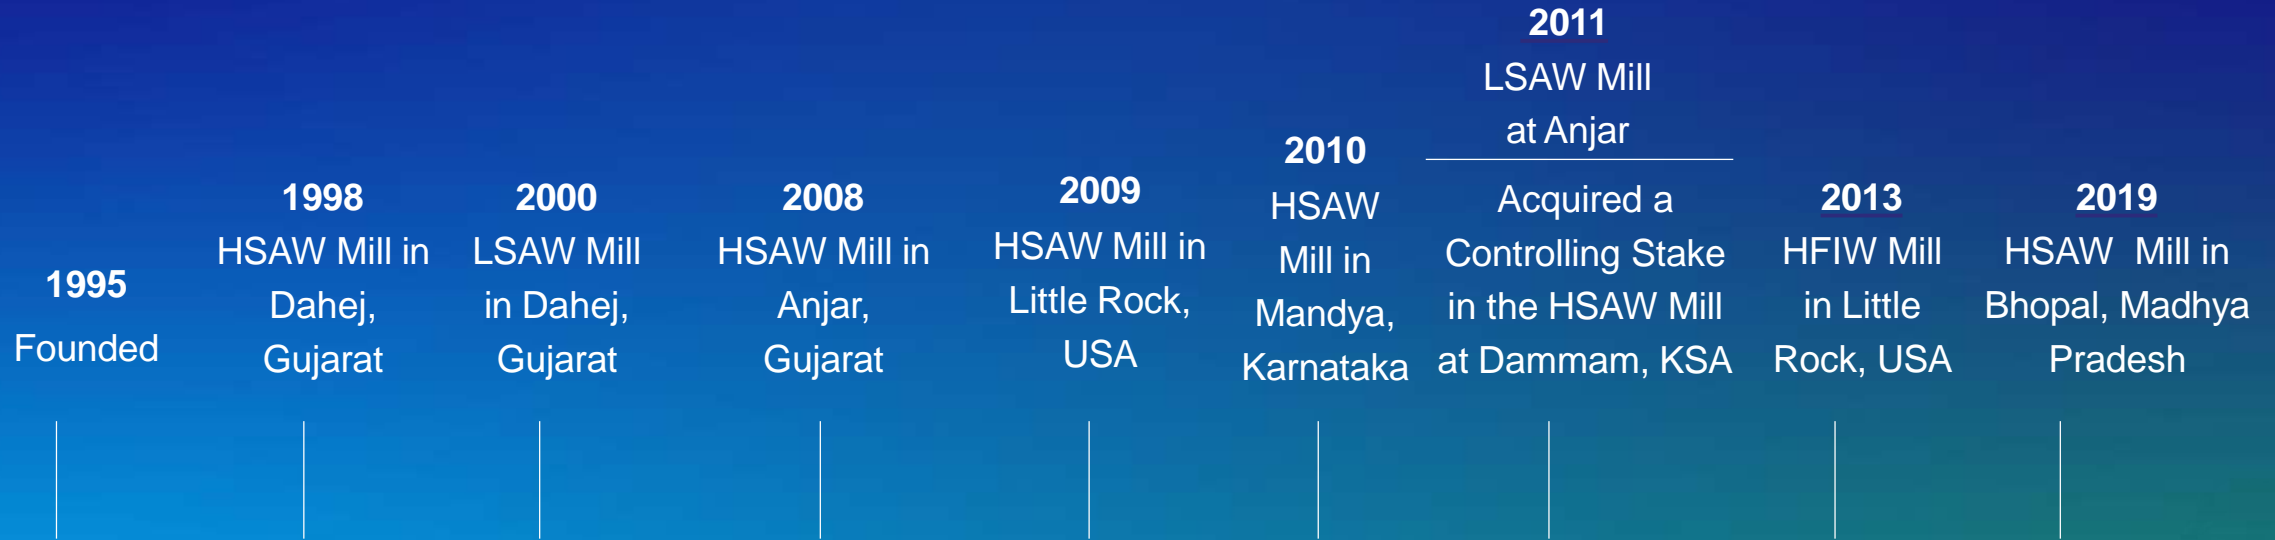 1995
Founded
1998
HSAW Mill in
Dahej,
Gujarat
2000
LSAW Mill
in Dahej,
Gujarat
2008
HSAW Mill in
Anjar,
Gujarat
2009
HSAW Mill in
Little Rock,
USA
2010
HSAW
Mill in
Mandya,
Karnataka
2011
LSAW Mill
at Anjar
Acquired a
Controlling Stake
in the HSAW Mill
at Dammam, KSA
2013
HFIW Mill
in Little
Rock, USA
2019
HSAW  Mill in
Bhopal, Madhya
Pradesh